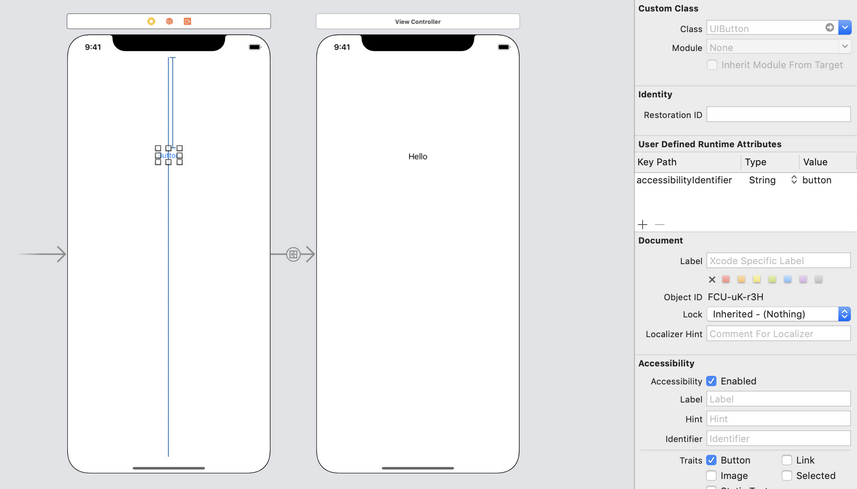 View Controller
9:41
9:41
Button
Hello
Custom Class
Class UIButton
Module None
Inherit Module From Target
Identity
Restoration ID
User Defined Runtime Attributes
Key Path Type Value
accessibilityIdentifier String button
Document
Label Xcode Specific Label
Object ID FCU-uK-r3H
Lock Inherited - (Nothing)
Localizer Hint Comment For Localizer
Accessibility
Accessibility Enabled
Label Label
Hint Hint
Identifier Identifier
Traits Button Link
Image Selected